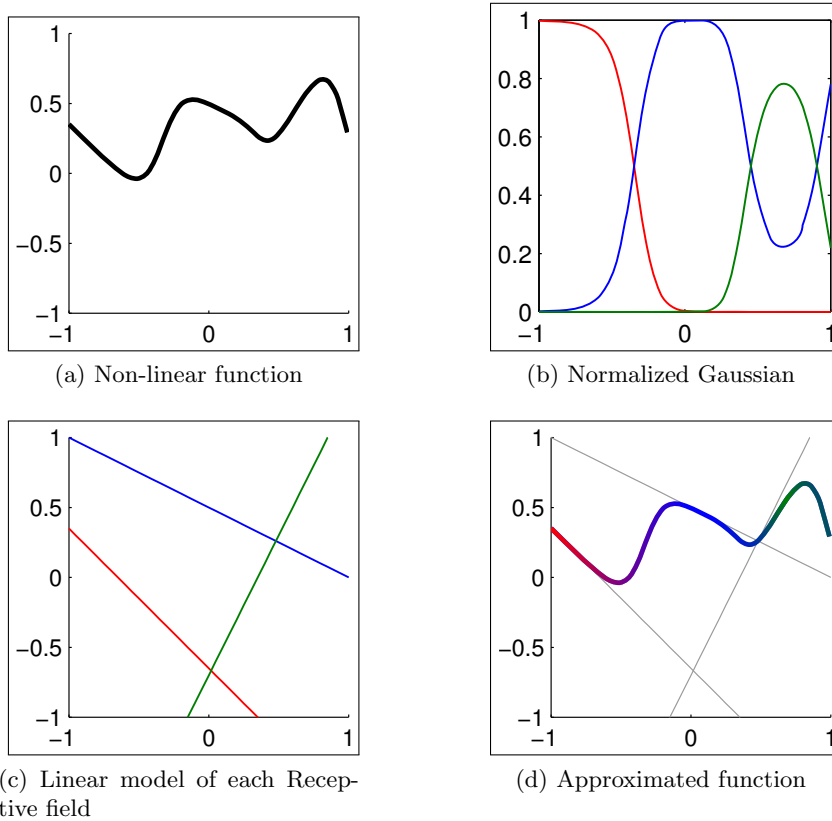 1
0.5
0
−0.5
−1
−1 0 1
(a) Non-linear function
1
0.8
0.6
0.4
0.2
0
−1 0 1
(b) Normalized Gaussian
1
0.5
0
−0.5
−1
−1 0 1
(c) Linear model of each Recep-
tive field
1
0.5
0
−0.5
−1
−1 0 1
(d) Approximated function